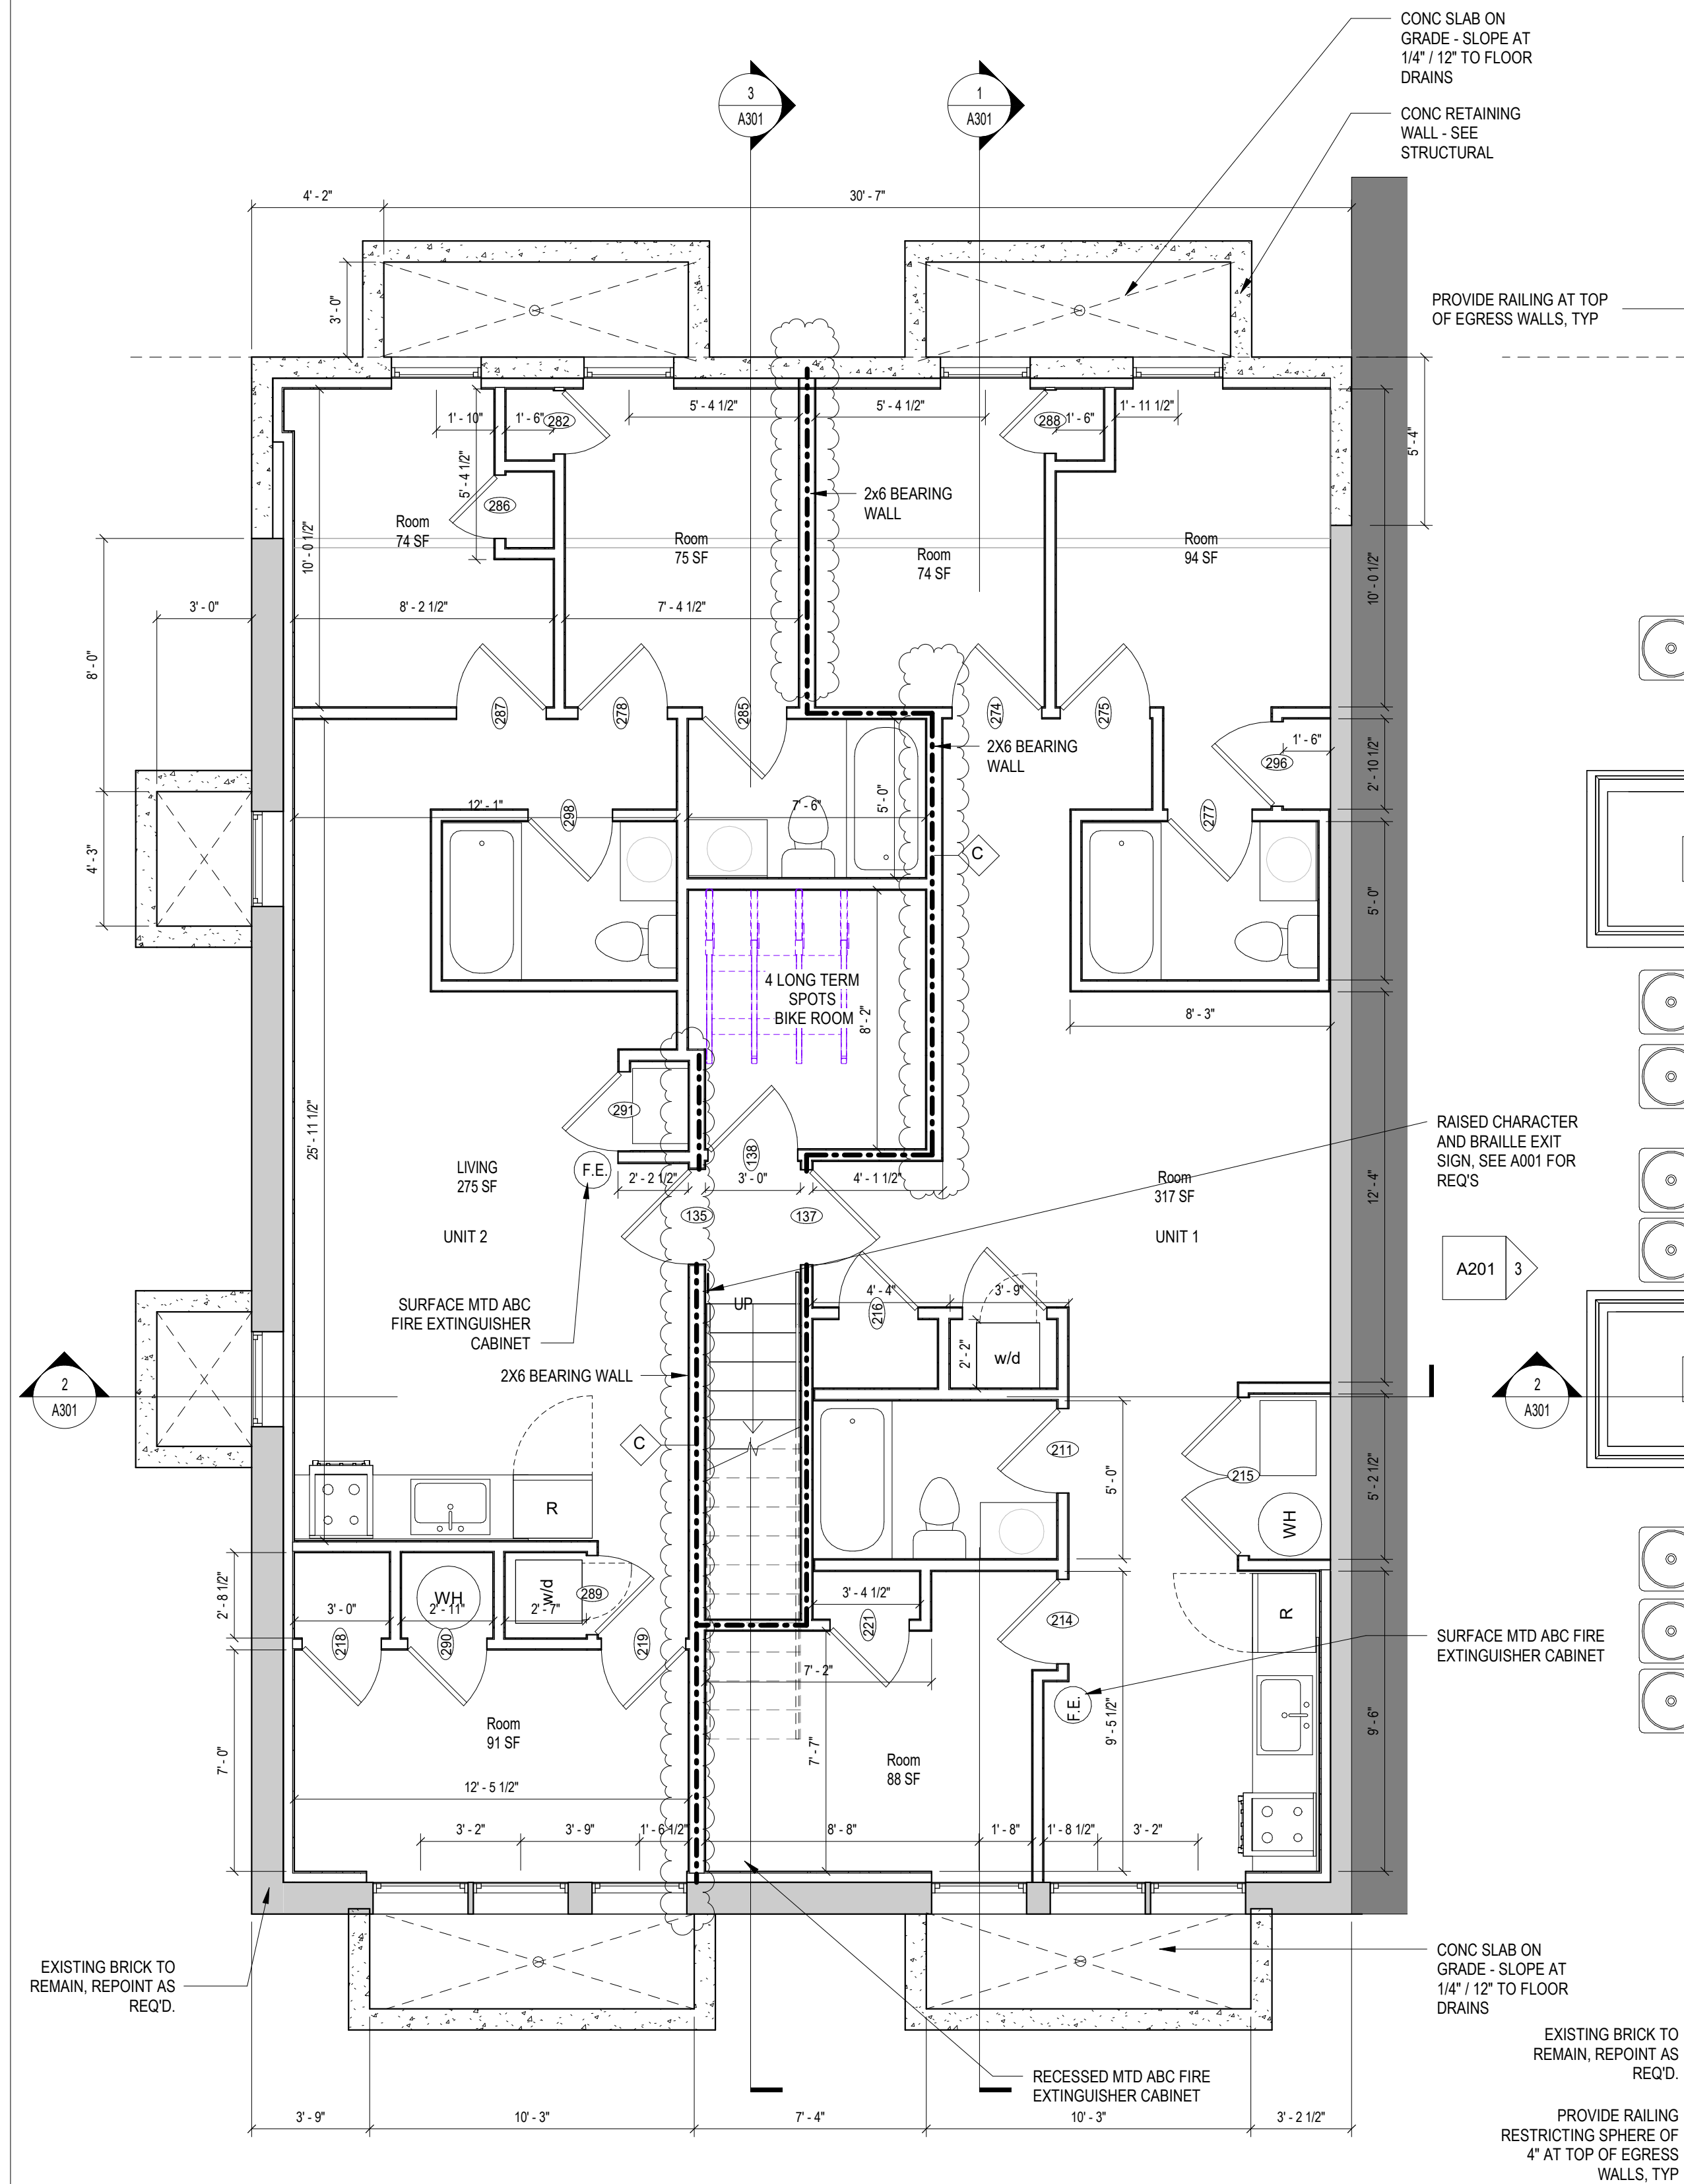 CONC SLAB ON
GRADE - SLOPE AT
1/4" / 12" TO FLOOR
DRAINS
3
A301
1
A301
CONC RETAINING
WALL - SEE
STRUCTURAL
4' - 2"
30' - 7"
3' - 0"
PROVIDE RAILING AT TOP
OF EGRESS WALLS, TYP
1' - 10"
1' - 6"
282
5' - 4 1/2"
5' - 4 1/2"
288
1' - 6"
1' - 11 1/2"
5' - 4"
5' - 4 1/2"
286
2x6 BEARING
WALL
Room
74 SF
Room
75 SF
Room
74 SF
Room
94 SF
10' - 0 1/2"
10' - 0 1/2"
3' - 0"
8' - 2 1/2"
7' - 4 1/2"
8' - 0"
287
278
285
274
275
2X6 BEARING
WALL
1' - 6"
296
2' - 10 1/2"
12' - 1"
298
7' - 6"
5' - 0"
277
C
4' - 3"
5' - 0"
4 LONG TERM
SPOTS
BIKE ROOM
8' - 2"
8' - 3"
25' - 11 1/2"
291
138
RAISED CHARACTER
AND BRAILLE EXIT
SIGN, SEE A001 FOR
REQ'S
LIVING
275 SF
F.E.
2' - 2 1/2"
3' - 0"
4' - 1 1/2"
Room
317 SF
12' - 4"
135
137
UNIT 2
UNIT 1
A201
3
SURFACE MTD ABC
FIRE EXTINGUISHER
CABINET
UP
4' - 4"
3' - 9"
216
2' - 2"
w/d
2X6 BEARING WALL
2
A301
2
A301
C
211
5' - 0"
215
5' - 2 1/2"
R
WH
2' - 8 1/2"
WH
w/d
289
3' - 0"
2' - 11"
2' - 7"
3' - 4 1/2"
214
R
218
290
219
221
SURFACE MTD ABC FIRE
EXTINGUISHER CABINET
7' - 2"
F.E.
Room
91 SF
7' - 0"
7' - 7"
Room
88 SF
9' - 5 1/2"
9' - 6"
12' - 5 1/2"
3' - 2"
3' - 9"
1' - 6 1/2"
8' - 8"
1' - 8"
1' - 8 1/2"
3' - 2"
EXISTING BRICK TO
REMAIN, REPOINT AS
REQ'D.
CONC SLAB ON
GRADE - SLOPE AT
1/4" / 12" TO FLOOR
DRAINS
EXISTING BRICK TO
REMAIN, REPOINT AS
REQ'D.
RECESSED MTD ABC FIRE
EXTINGUISHER CABINET
3' - 9"
10' - 3"
7' - 4"
10' - 3"
3' - 2 1/2"
PROVIDE RAILING
RESTRICTING SPHERE OF
4" AT TOP OF EGRESS
WALLS, TYP